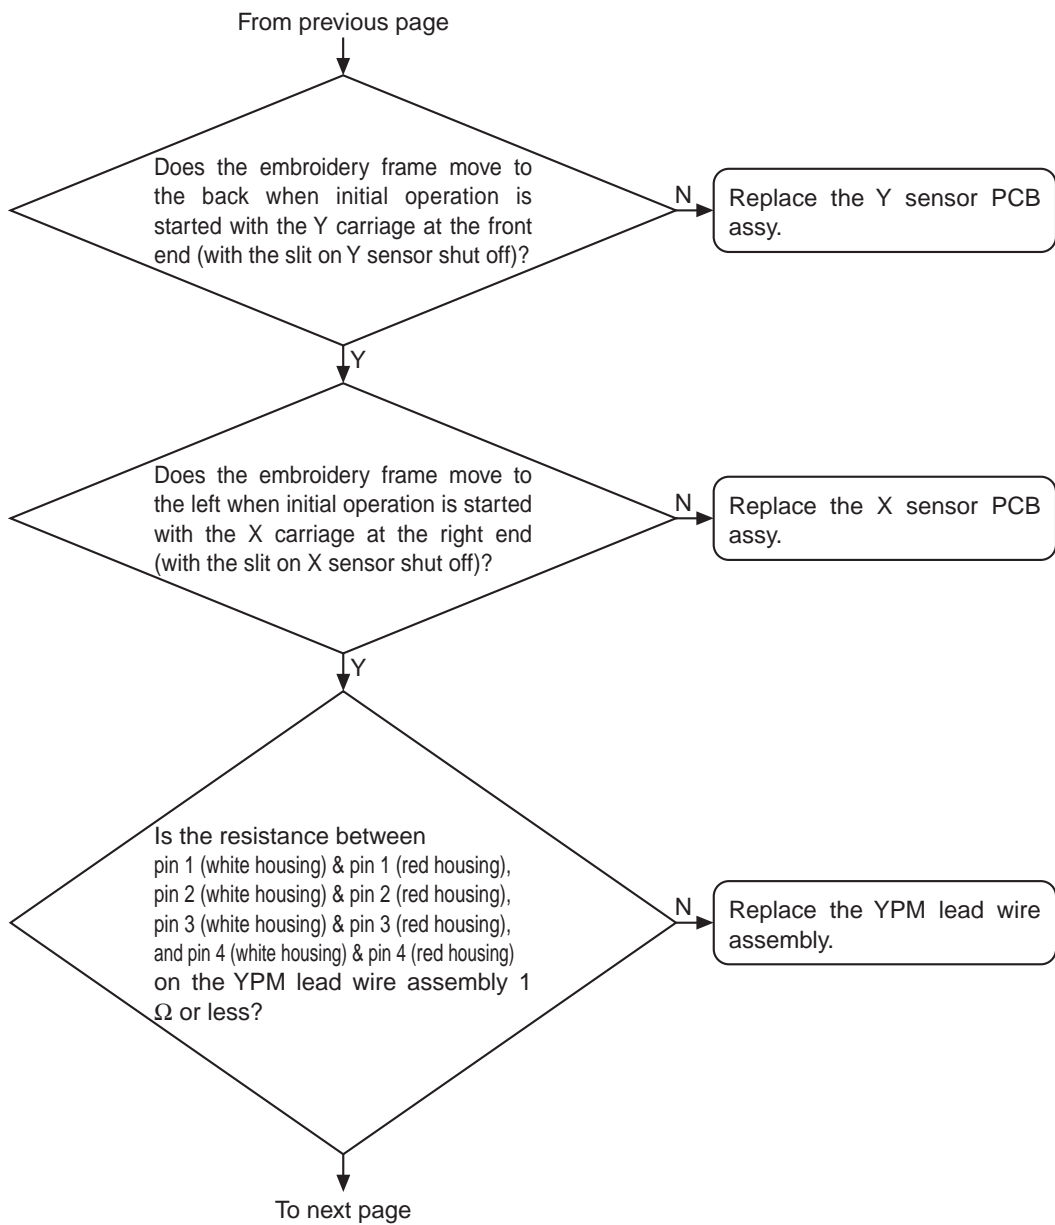 From previous page
Does the embroidery frame move to
the back when initial operation is
started with the Y carriage at the front
end (with the slit on Y sensor shut off)?
N
Replace the Y sensor PCB
assy.
Y
Does the embroidery frame move to
the left when initial operation is started
with the X carriage at the right end
(with the slit on X sensor shut off)?
N
Replace the X sensor PCB
assy.
Y
Is the resistance between
pin 1 (white housing) & pin 1 (red housing),
pin 2 (white housing) & pin 2 (red housing),
pin 3 (white housing) & pin 3 (red housing),
and pin 4 (white housing) & pin 4 (red housing)
on the YPM lead wire assembly 1
Ω or less?
N
Replace the YPM lead wire
assembly.
To next page